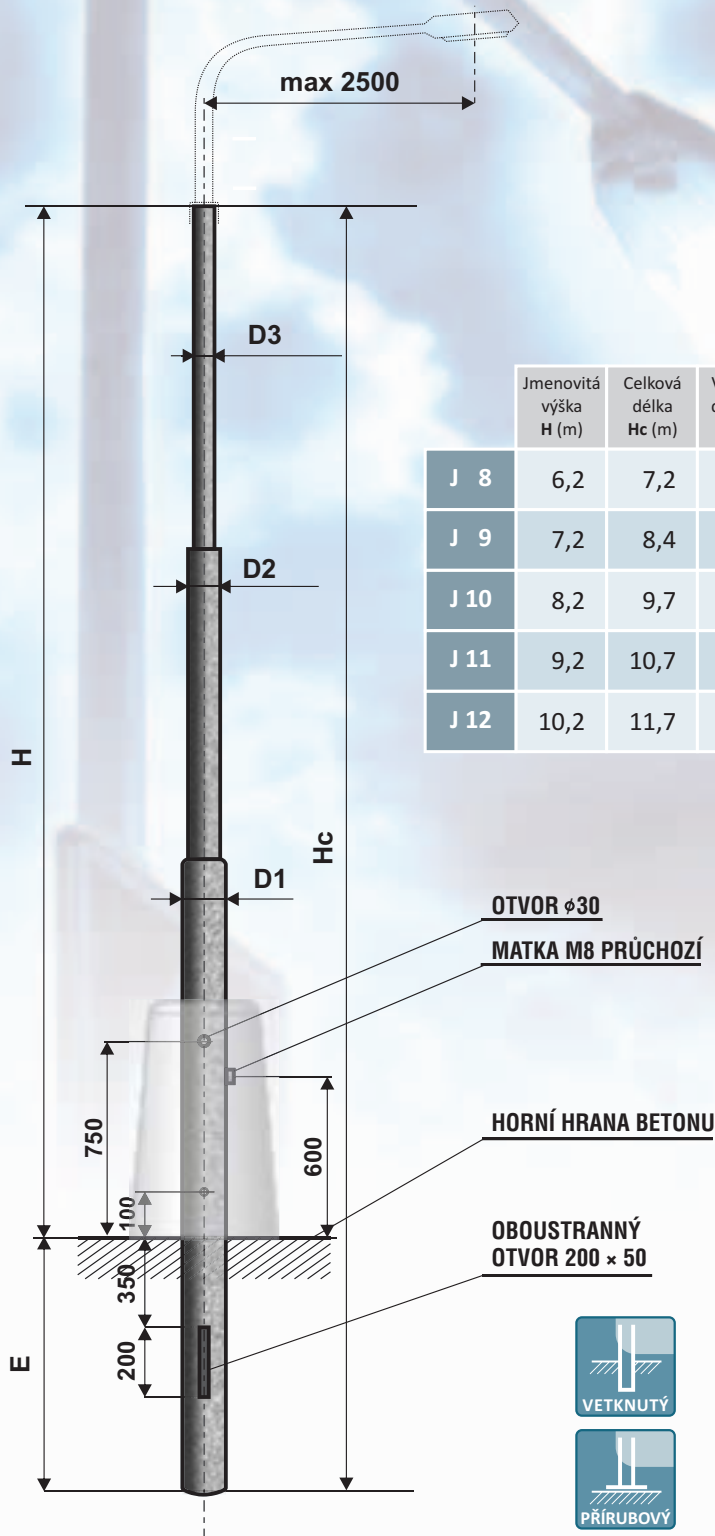 max 2500
D3
Jmenovitá
výška
H (m)
Celková
délka
Hc (m)
J 8 6,2 7,2
J 9 7,2 8,4
J 10 8,2 9,7
J 11 9,2 10,7
J 12 10,2 11,7
D2
H
Hc
D1
OTVOR ø30
MATKA M8 PRŮCHOZÍ
750
600
100
HORNÍ HRANA BETONU
350
OBOUSTRANNÝ
OTVOR 200 × 50
E
200
VETKNUTÝ
PŘÍRUBOVÝ